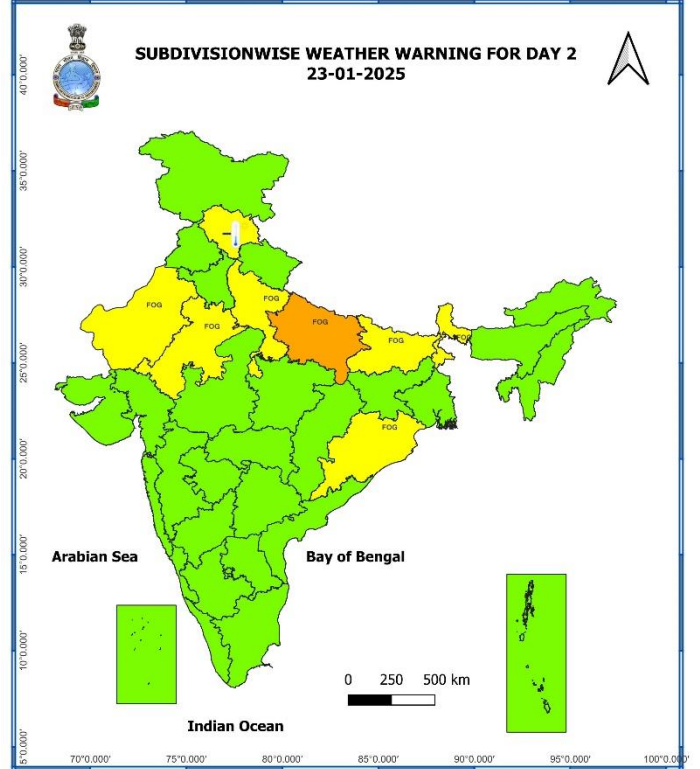 SUBDIVISIONWISE WEATHER WARNING FOR DAY 2
23-01-2025
40°0.000'
35°0.000'
30°0.000'
25°0.000'
20°0.000'
15°0.000'
10°0.000'
5°0.000'
FOG
FOG
FOG
FOG
FOG
FOG
FOG
Arabian Sea
Bay of Bengal
0 250 500 km
Indian Ocean
70°0.000' 75°0.000' 80°0.000' 85°0.000' 90°0.000' 95°0.000' 100°0.000'